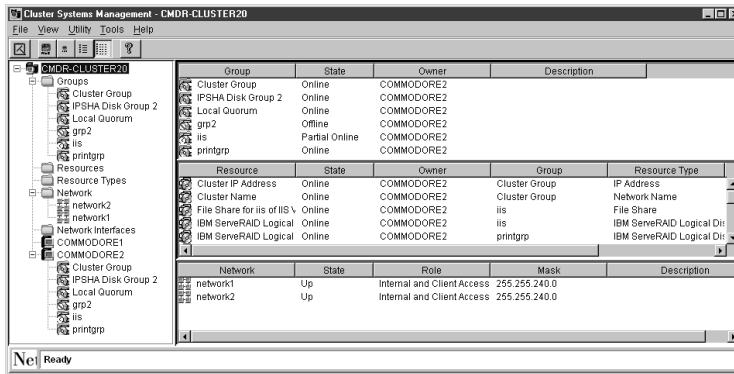 Cluster Systems Management - CMDR-CLUSTER20
File View Utility Tools Help
CMDR-CLUSTER20
Groups
Cluster Group
IPSHA Disk Group 2
Local Quorum
grp2
iis
printgrp
Resources
Resource Types
Network
network2
network1
Network Interfaces
COMMODORE1
COMMODORE2
Cluster Group
IPSHA Disk Group 2
Local Quorum
grp2
iis
printgrp
Group State Owner Description
Cluster Group Online COMMODORE2
IPSHA Disk Group 2 Online COMMODORE2
Local Quorum Online COMMODORE2
grp2 Offline COMMODORE2
iis Partial Online COMMODORE2
printgrp Online COMMODORE2
Resource State Owner Group Resource Type
Cluster IP Address Online COMMODORE2 Cluster Group IP Address
Cluster Name Online COMMODORE2 Cluster Group Network Name
File Share for iis of IIS V Online COMMODORE2 iis File Share
IBM ServeRAID Logical Online COMMODORE2 iis IBM ServeRAID Logical Dis
IBM ServeRAID Logical Online COMMODORE2 printgrp IBM ServeRAID Logical Dis
Network State Role Mask Description
network1 Up Internal and Client Access 255.255.240.0
network2 Up Internal and Client Access 255.255.240.0
Net Ready